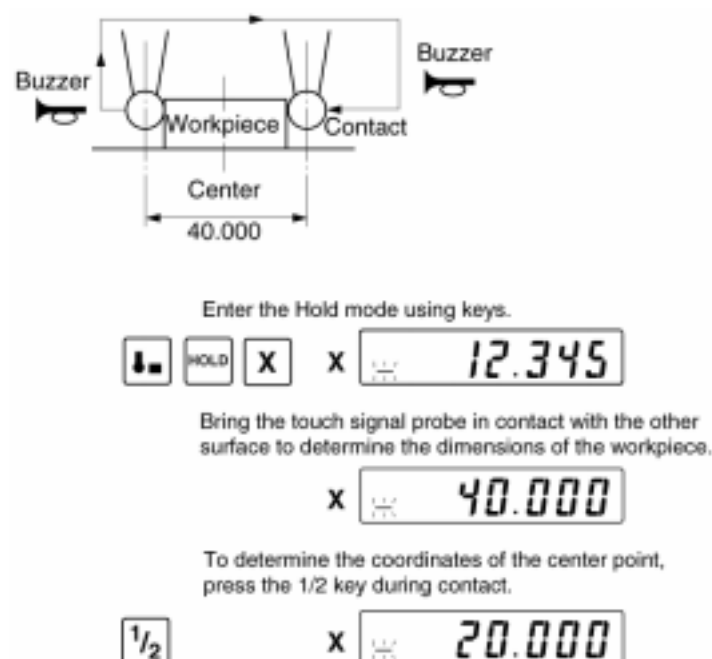 Buzzer
Buzzer
Workpiece
Contact
Center
40.000
Enter the Hold mode using keys.
HOLD X X 12.345
Bring the touch signal probe in contact with the other
surface to determine the dimensions of the workpiece.
X 40.000
To determine the coordinates of the center point,
press the 1/2 key during contact.
1/2 X 20.000